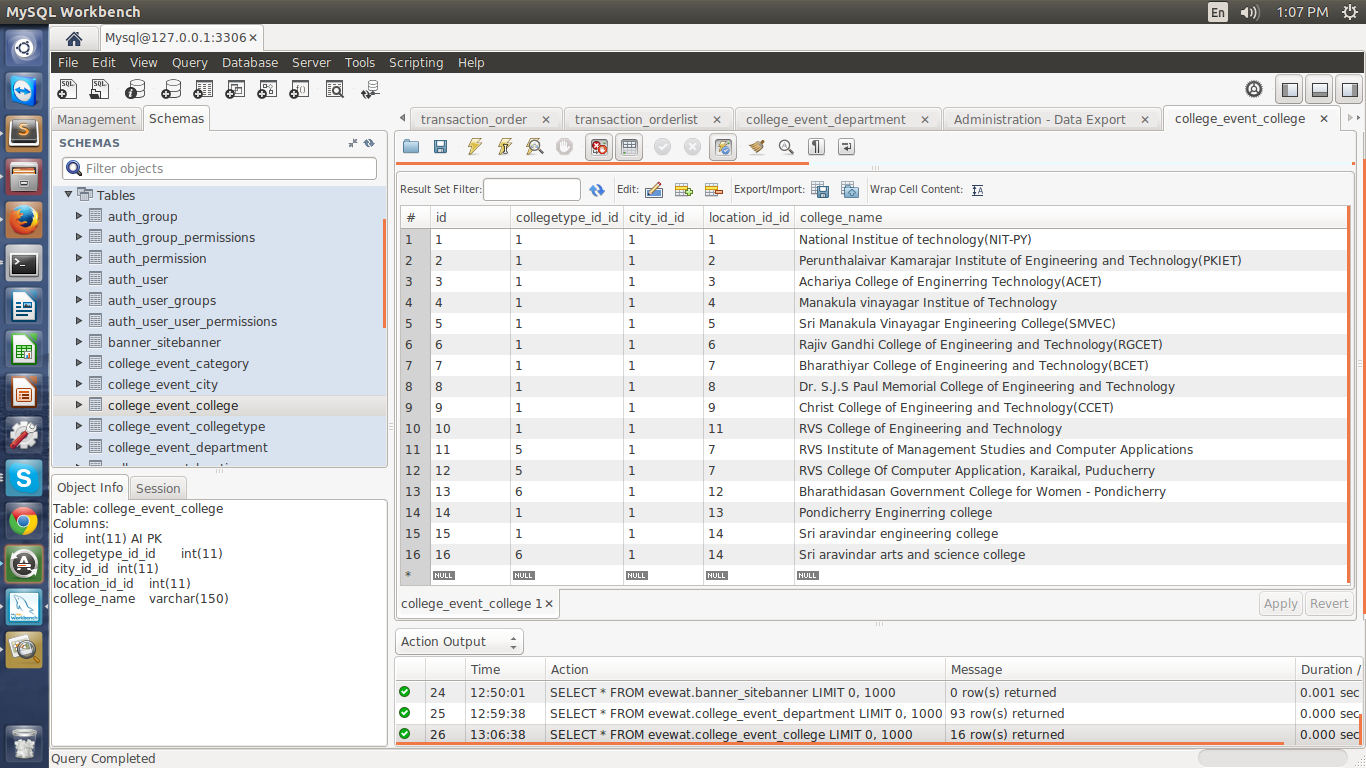 MySQL Workbench En 1:07 PM
Mysql@127.0.0.1:3306
File Edit View Query Database Server Tools Scripting Help
Management Schemas
transaction_order transaction_orderlist college_event_department Administration - Data Export college_event_college
SCHEMAS
Filter objects
Tables
auth_group
auth_group_permissions
auth_permission
auth_user
auth_user_groups
auth_user_user_permissions
banner_sitebanner
college_event_category
college_event_city
college_event_college
college_event_collegetype
college_event_department
Object Info Session
Table: college_event_college
Columns:
id int(11) AI PK
collegetype_id_id int(11)
city_id_id int(11)
location_id_id int(11)
college_name varchar(150)
Result Set Filter: Edit: Export/Import: Wrap Cell Content:
# id collegetype_id_id city_id_id location_id_id college_name
1 1 1 1 1 National Institue of technology(NIT-PY)
2 2 1 1 2 Perunthalaivar Kamarajar Institute of Engineering and Technology(PKIET)
3 3 1 1 3 Achariya College of Enginerring Technology(ACET)
4 4 1 1 4 Manakula vinayagar Institue of Technology
5 5 1 1 5 Sri Manakula Vinayagar Engineering College(SMVEC)
6 6 1 1 6 Rajiv Gandhi College of Engineering and Technology(RGCET)
7 7 1 1 7 Bharathiyar College of Engineering and Technology(BCET)
8 8 1 1 8 Dr. S.J.S Paul Memorial College of Engineering and Technology
9 9 1 1 9 Christ College of Engineering and Technology(CCET)
10 10 1 1 11 RVS College of Engineering and Technology
11 11 5 1 7 RVS Institute of Management Studies and Computer Applications
12 12 5 1 7 RVS College Of Computer Application, Karaikal, Puducherry
13 13 6 1 12 Bharathidasan Government College for Women - Pondicherry
14 14 1 1 13 Pondicherry Enginerring college
15 15 1 1 14 Sri aravindar engineering college
16 16 6 1 14 Sri aravindar arts and science college
* NULL NULL NULL NULL NULL
college_event_college 1 Apply Revert
Action Output
Time Action Message Duration /
24 12:50:01 SELECT * FROM evewat.banner_sitebanner LIMIT 0, 1000 0 row(s) returned 0.001 sec
25 12:59:38 SELECT * FROM evewat.college_event_department LIMIT 0, 1000 93 row(s) returned 0.000 sec
26 13:06:38 SELECT * FROM evewat.college_event_college LIMIT 0, 1000 16 row(s) returned 0.000 sec
Query Completed